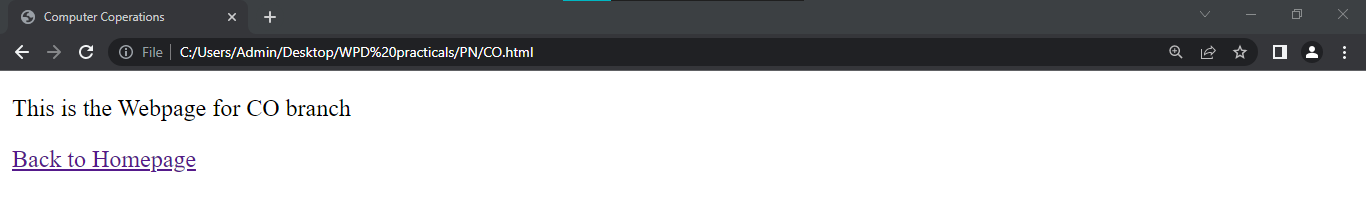 Computer Coperations
File C:/Users/Admin/Desktop/WPD%20practicals/PN/CO.html
This is the Webpage for CO branch
Back to Homepage